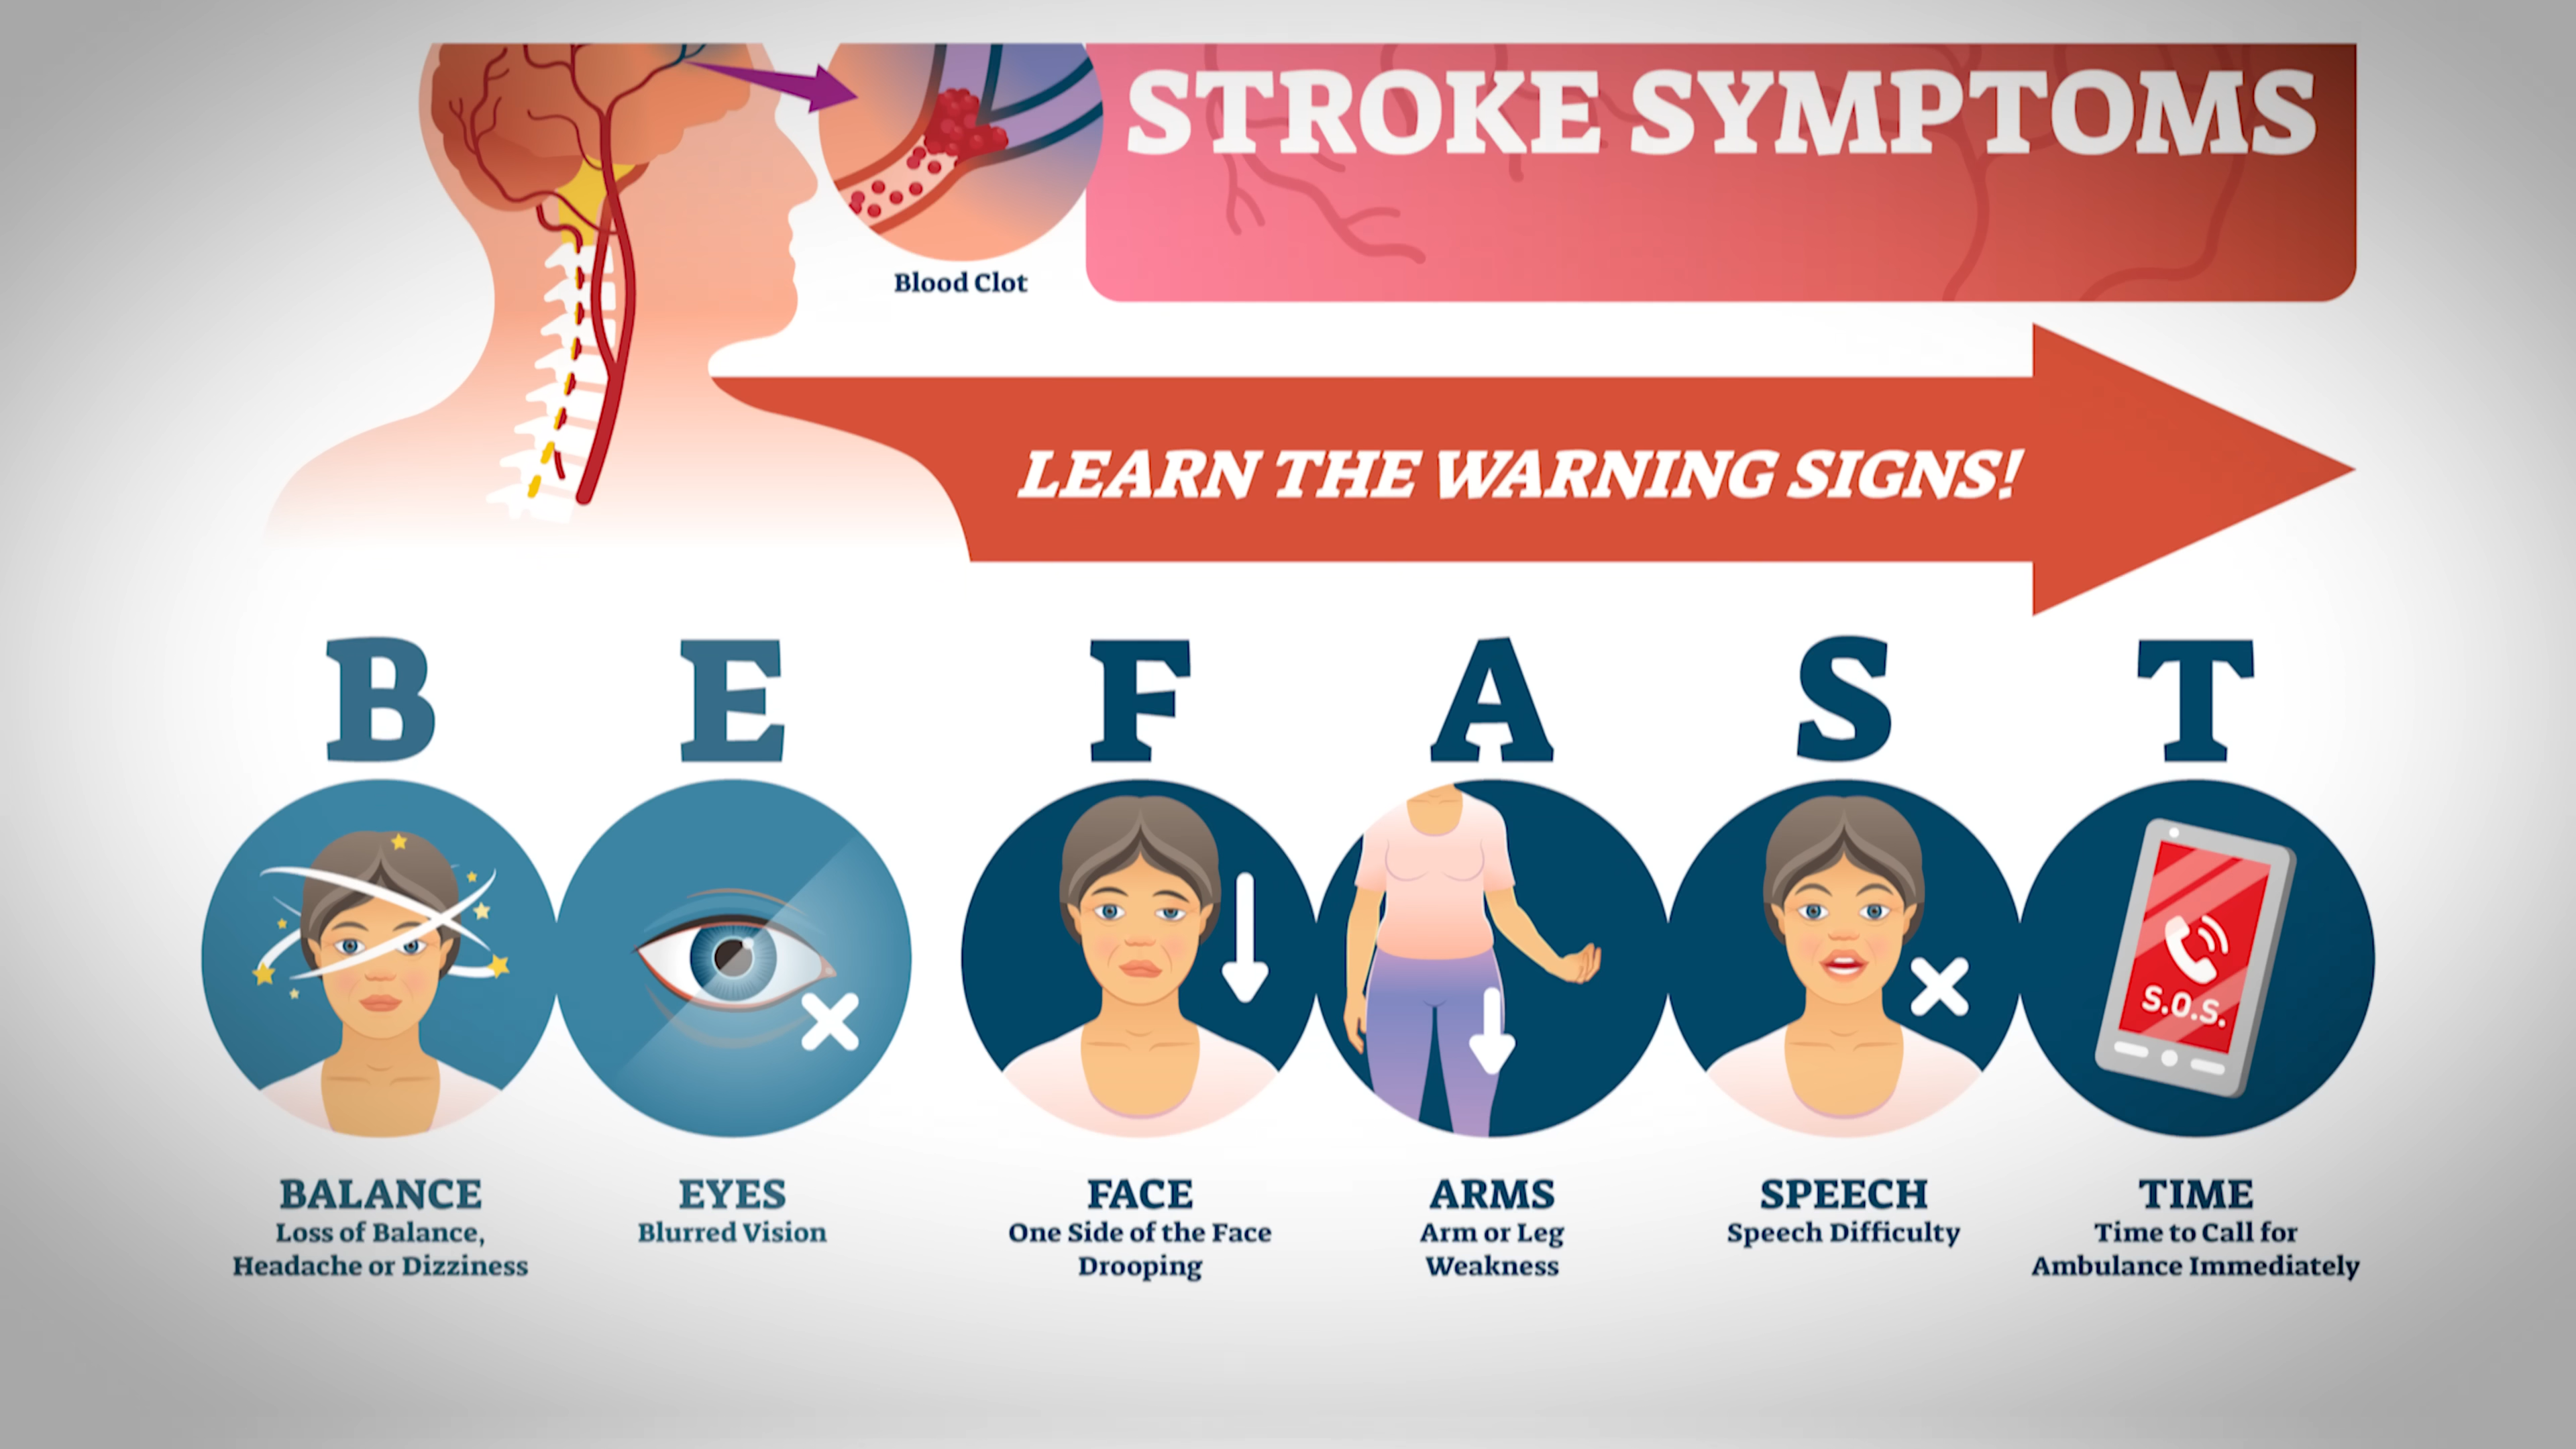 STROKE SYMPTOMS
Blood Clot
LEARN THE WARNING SIGNS!
B E F A S T
S.O.S.
BALANCE
Loss of Balance,
Headache or Dizziness
EYES
Blurred Vision
FACE
One Side of the Face
Drooping
ARMS
Arm or Leg
Weakness
SPEECH
Speech Difficulty
TIME
Time to Call for
Ambulance Immediately